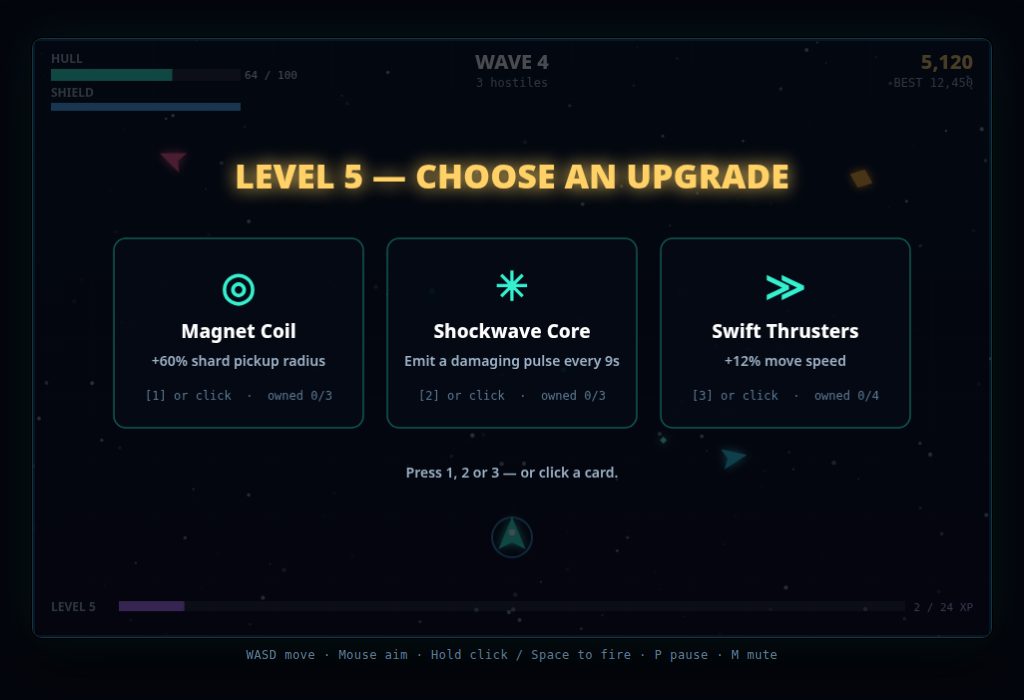 HULL
64 / 100
SHIELD
WAVE 4
3 hostiles
5,120
BEST 12,450
LEVEL 5 — CHOOSE AN UPGRADE
Magnet Coil
+60% shard pickup radius
[1] or click · owned 0/3
Shockwave Core
Emit a damaging pulse every 9s
[2] or click · owned 0/3
Swift Thrusters
+12% move speed
[3] or click · owned 0/4
Press 1, 2 or 3 — or click a card.
LEVEL 5
2 / 24 XP
WASD move · Mouse aim · Hold click / Space to fire · P pause · M mute